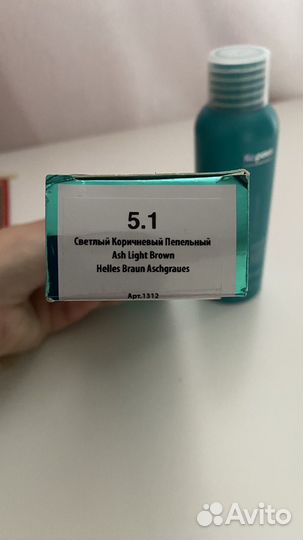 5.1
Светлый Коричневый Пепельный
Ash Light Brown
Helles Braun Aschgraues
Арт.1312
Avito